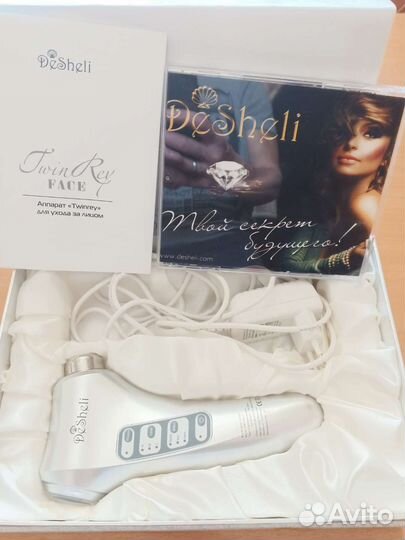 DeSheli
Twin Rey
FACE
Аппарат «Twinrey»
для ухода за лицом
DeSheli
Твой секрет
будущего!
www.desheli.com
DeSheli
Avito